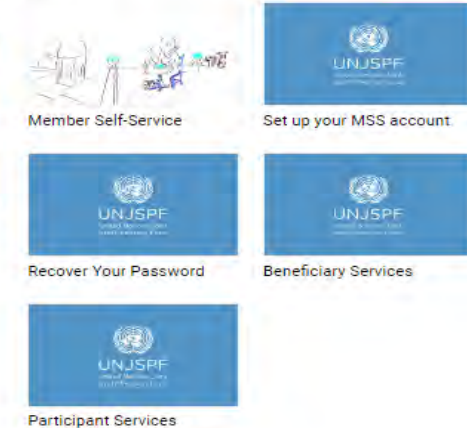 UNJSPF
Member Self-Service
Set up your MSS account
UNJSPF
UNJSPF
Recover Your Password
Beneficiary Services
UNJSPF
Participant Services